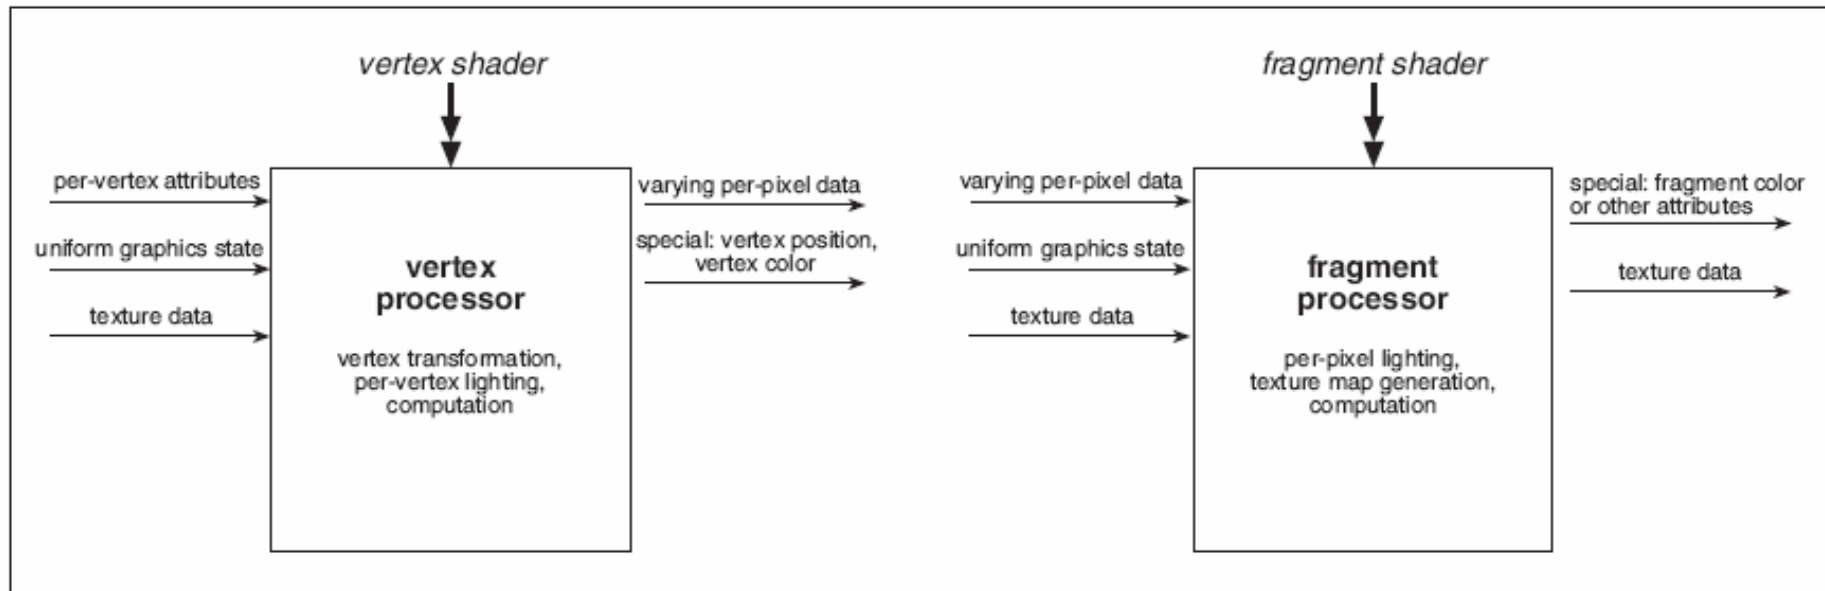 vertex shader
per-vertex attributes
uniform graphics state
texture data
vertex
processor
vertex transformation,
per-vertex lighting,
computation
varying per-pixel data
special: vertex position,
vertex color
fragment shader
varying per-pixel data
uniform graphics state
texture data
fragment
processor
per-pixel lighting,
texture map generation,
computation
special: fragment color
or other attributes
texture data